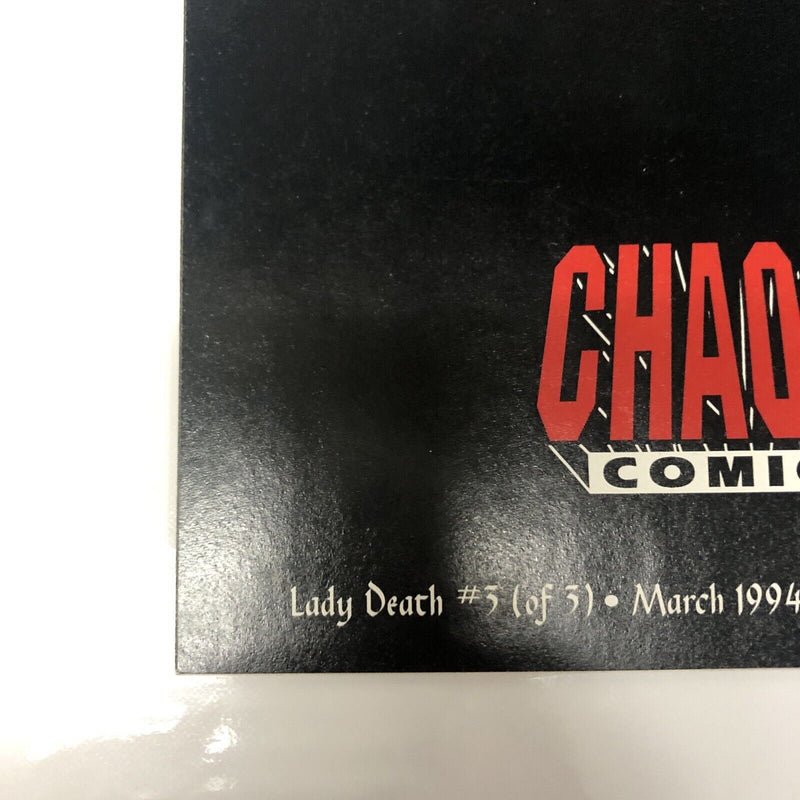 CHAO
COMIC
Lady Death #3 (of 3) • March 1994